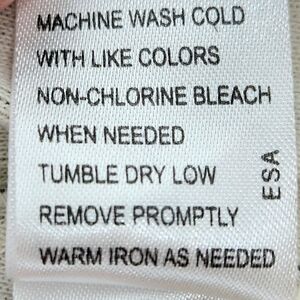 MACHINE WASH COLD
WITH LIKE COLORS
NON-CHLORINE BLEACH
WHEN NEEDED
TUMBLE DRY LOW
REMOVE PROMPTLY
WARM IRON AS NEEDED
ESA